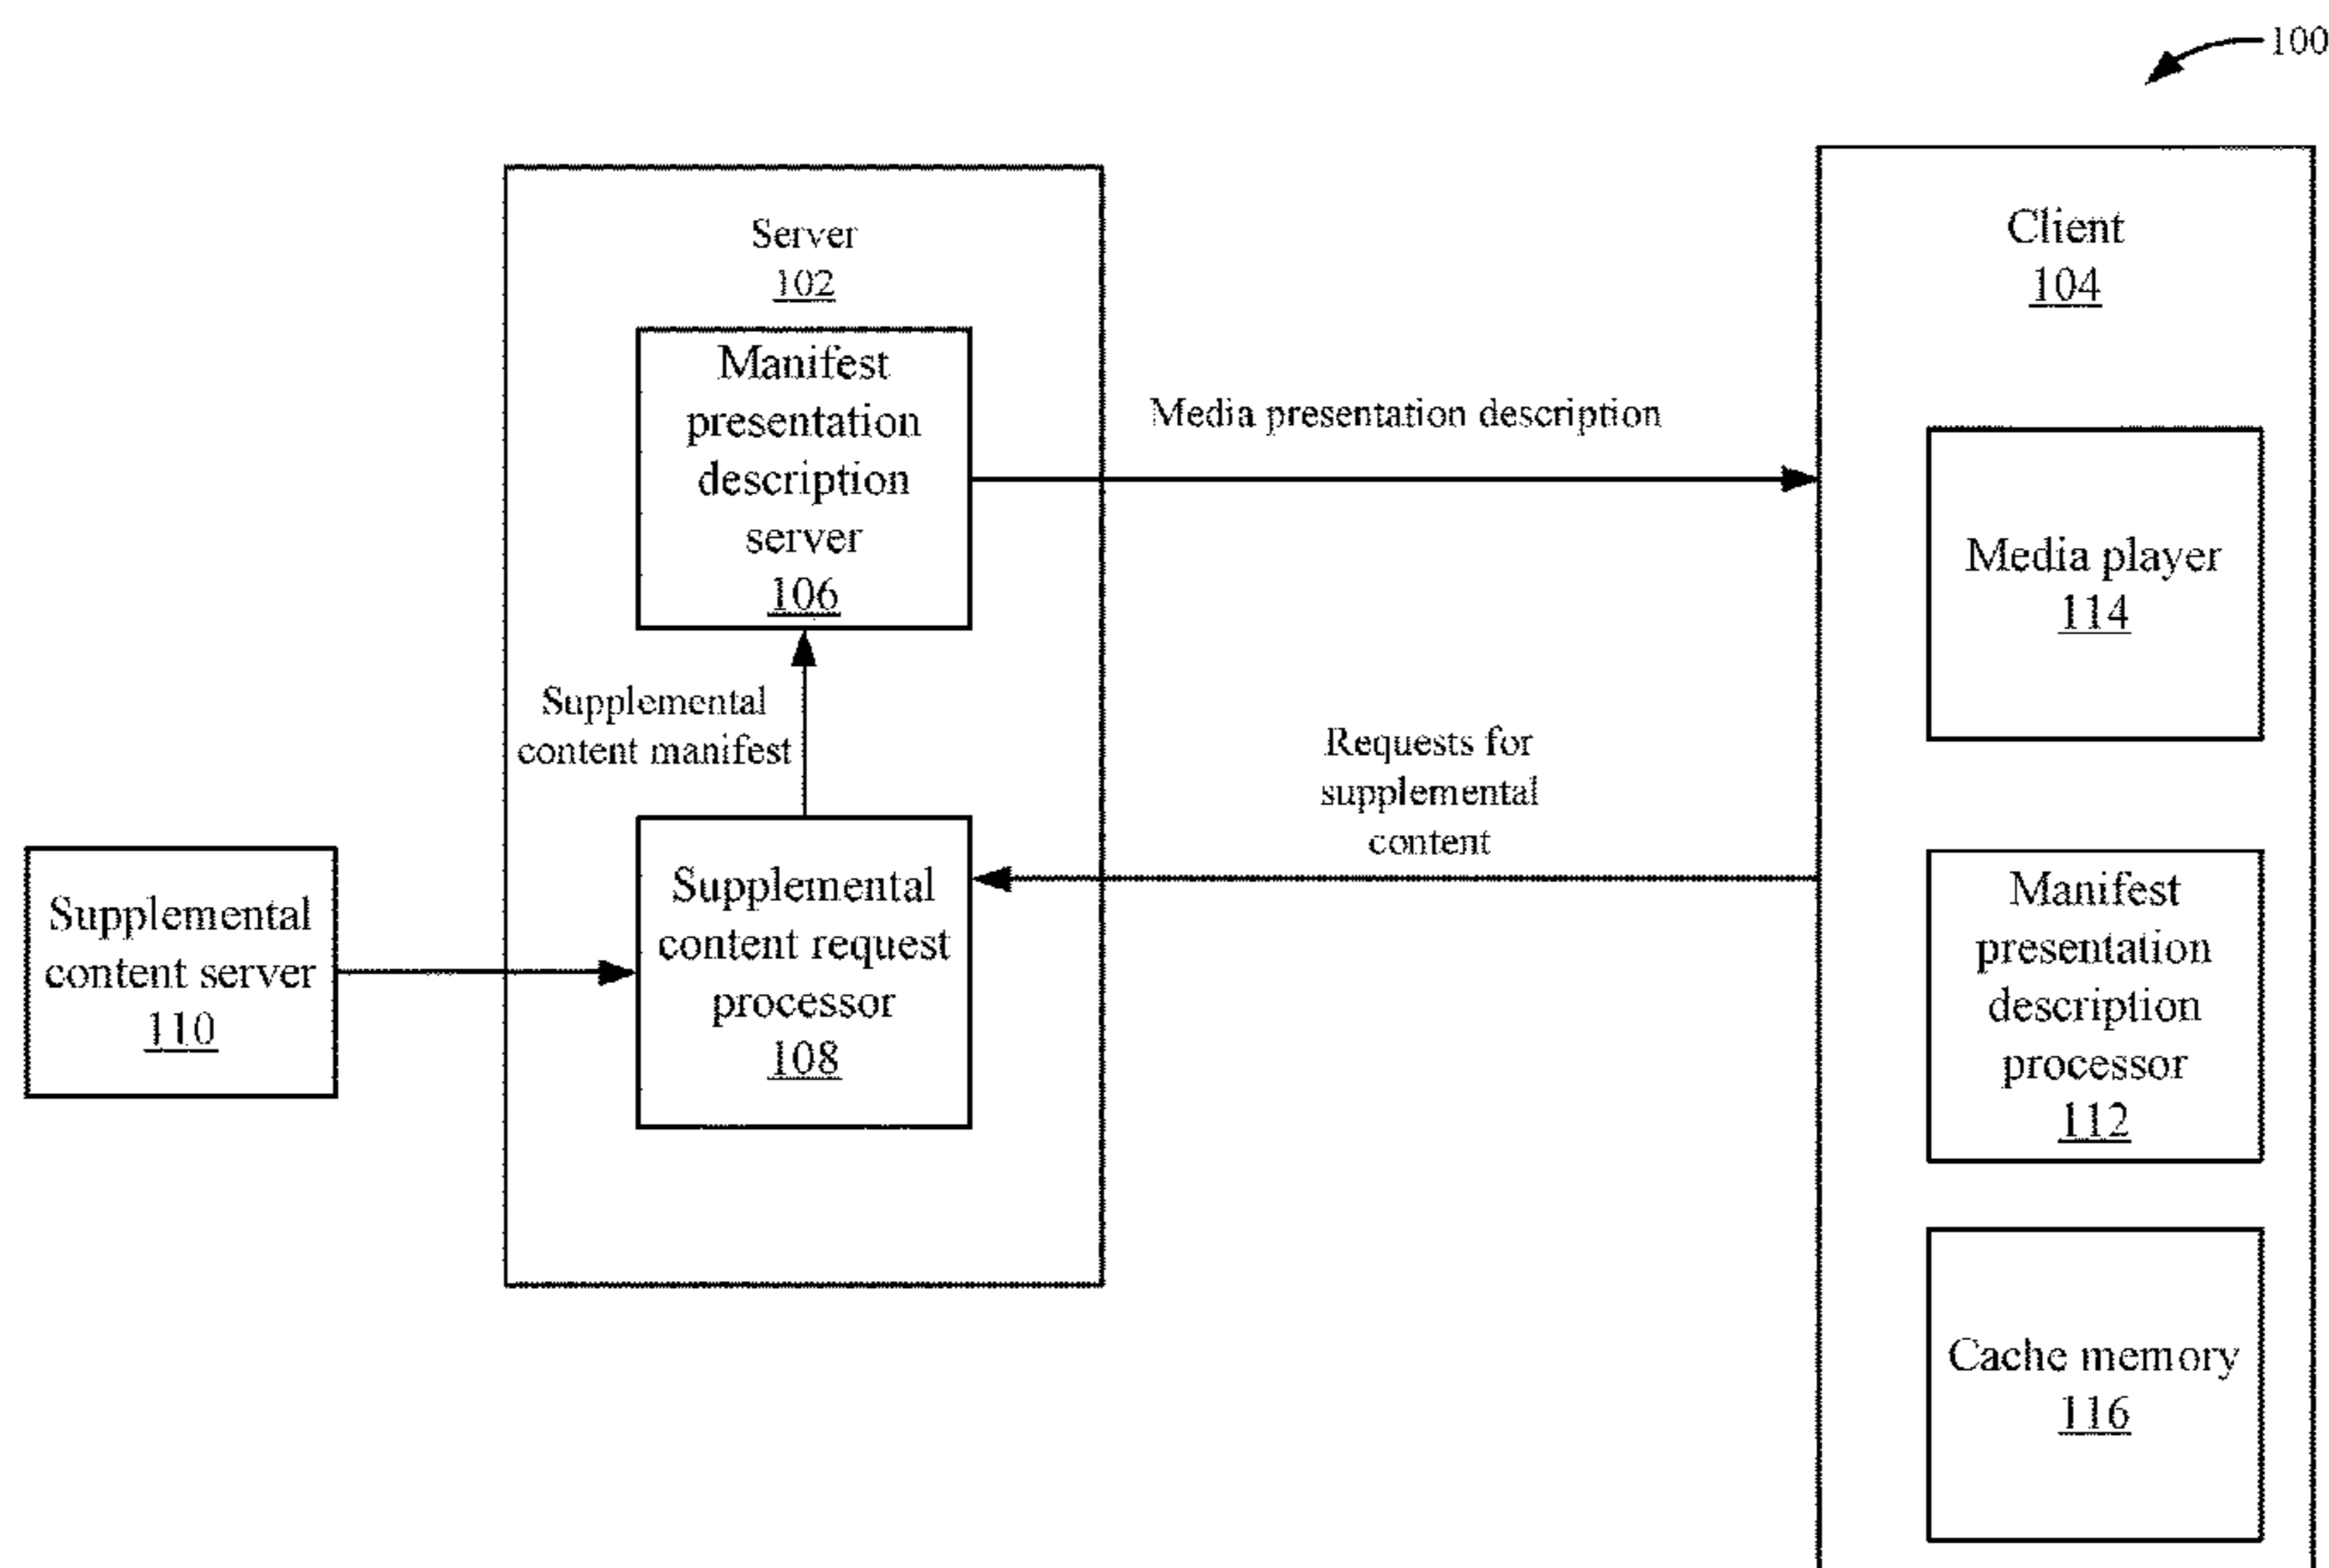 100
Server
102
Manifest
presentation
description
server
106
Supplemental
content manifest
Supplemental
content request
processor
108
Supplemental
content server
110
Media presentation description
Requests for
supplemental
content
Client
104
Media player
114
Manifest
presentation
description
processor
112
Cache memory
116